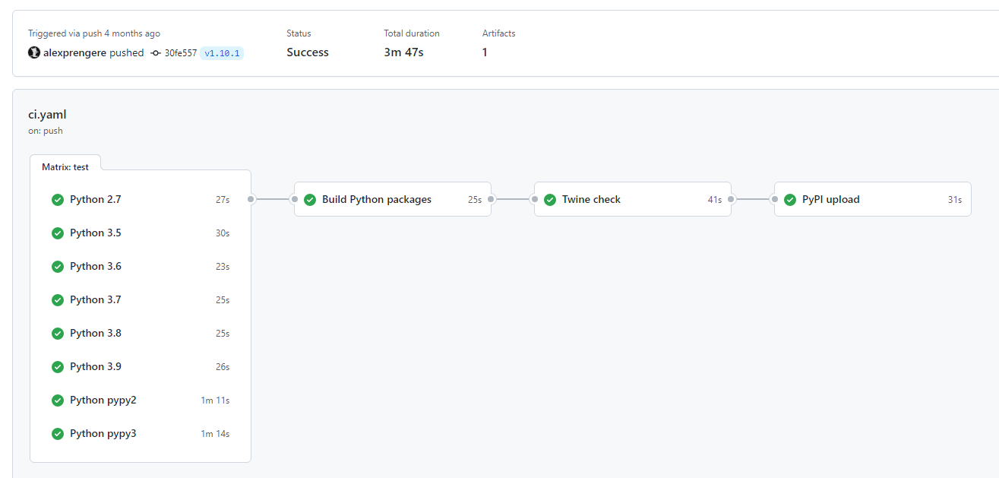 Triggered via push 4 months ago
alexprengere pushed 30fe557 v1.10.1
Status
Success
Total duration
3m 47s
Artifacts
1
ci.yaml
on: push
Matrix: test
Python 2.7 27s
Python 3.5 30s
Python 3.6 23s
Python 3.7 25s
Python 3.8 25s
Python 3.9 26s
Python pypy2 1m 11s
Python pypy3 1m 14s
Build Python packages 25s
Twine check 41s
PyPI upload 31s